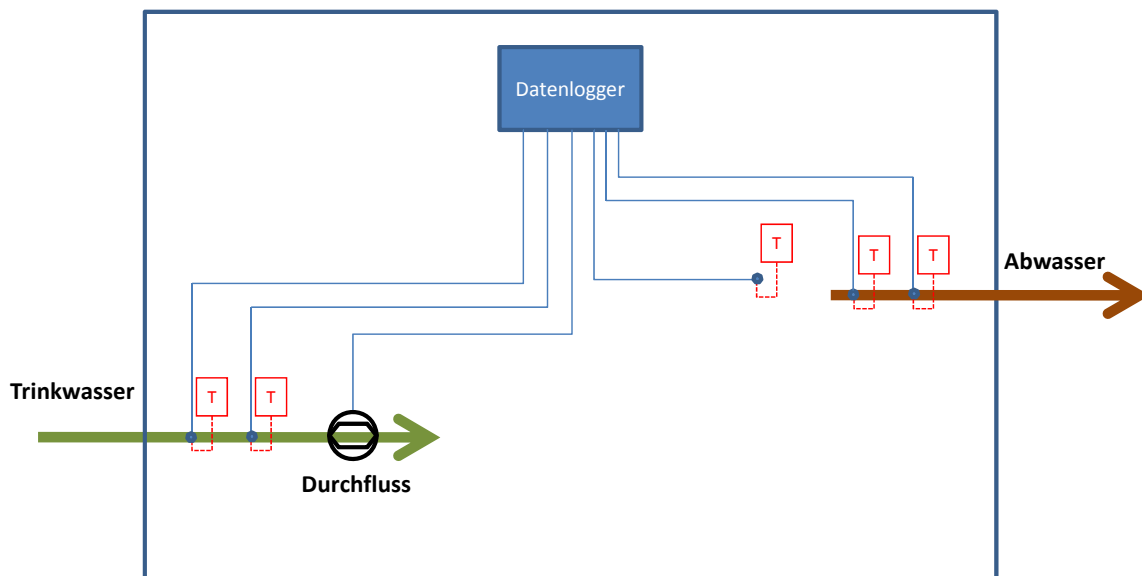 Datenlogger
T
T
T
Abwasser
Trinkwasser
T
T
Durchfluss